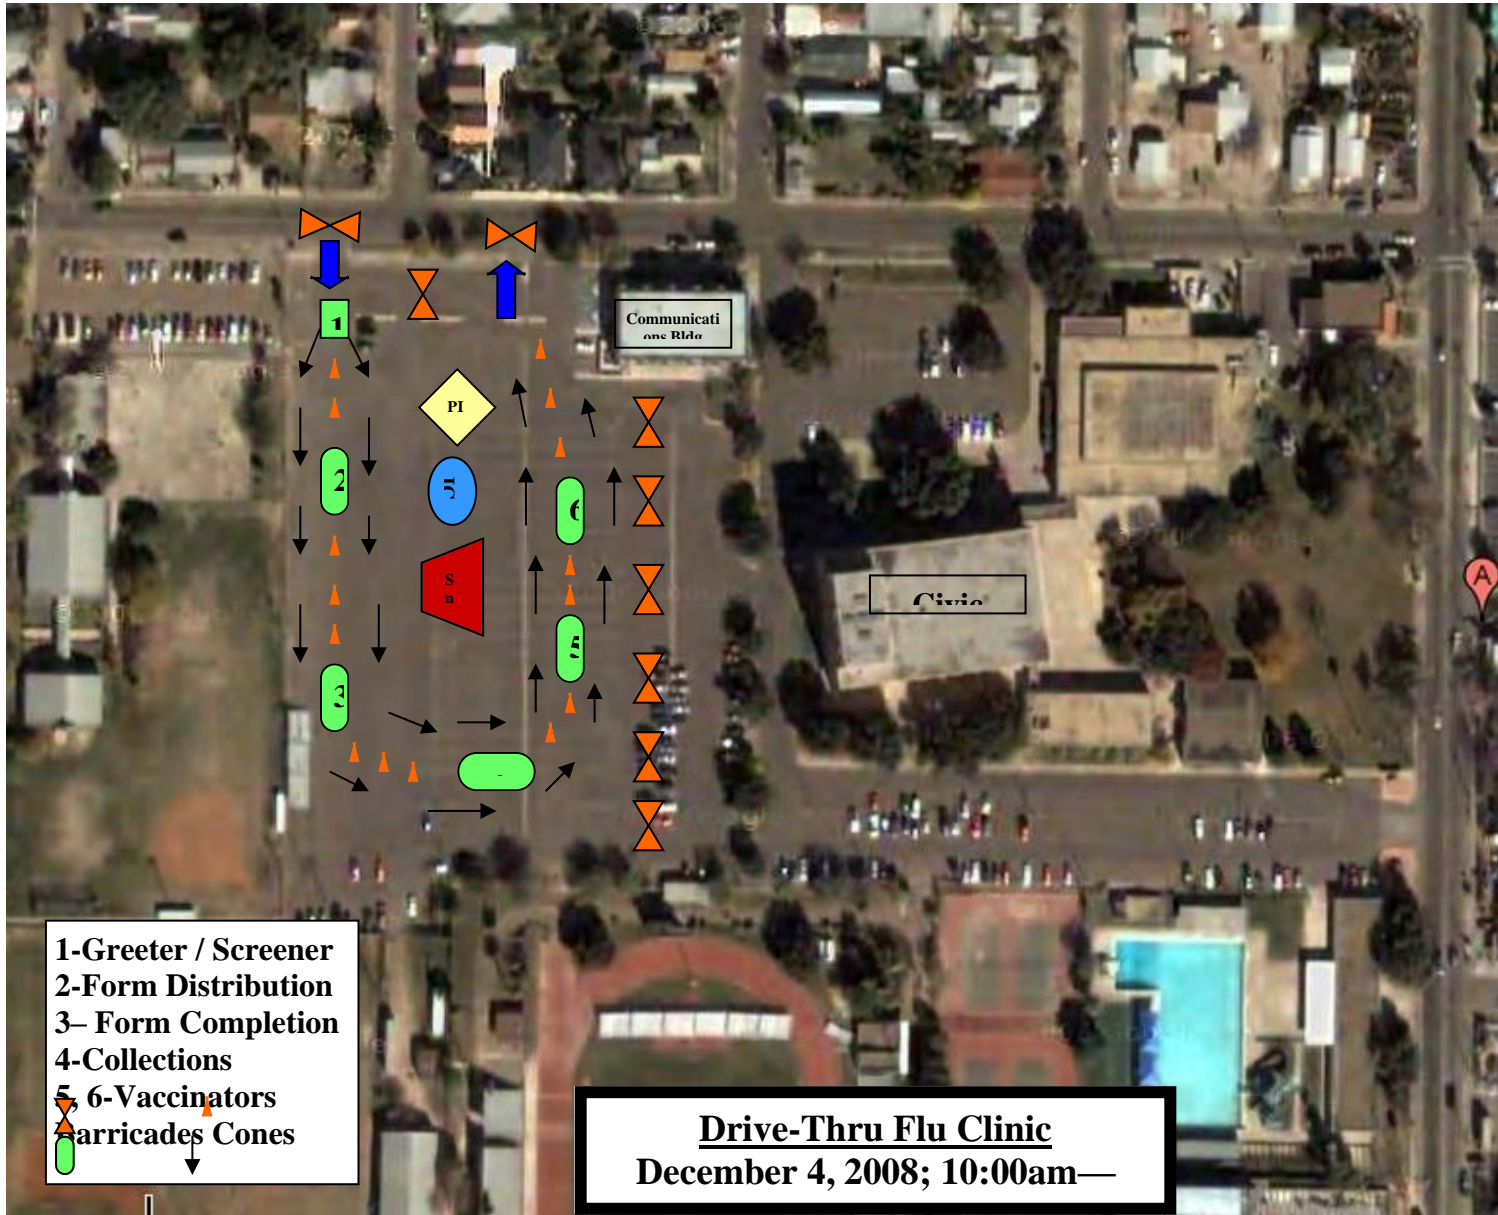 1
Communicati
ons Bldg
PI
2
6
S
n
Civic
A
5
3
1-Greeter / Screener
2-Form Distribution
3– Form Completion
4-Collections
5, 6-Vaccinators
Barricades Cones
Drive-Thru Flu Clinic
December 4, 2008; 10:00am—